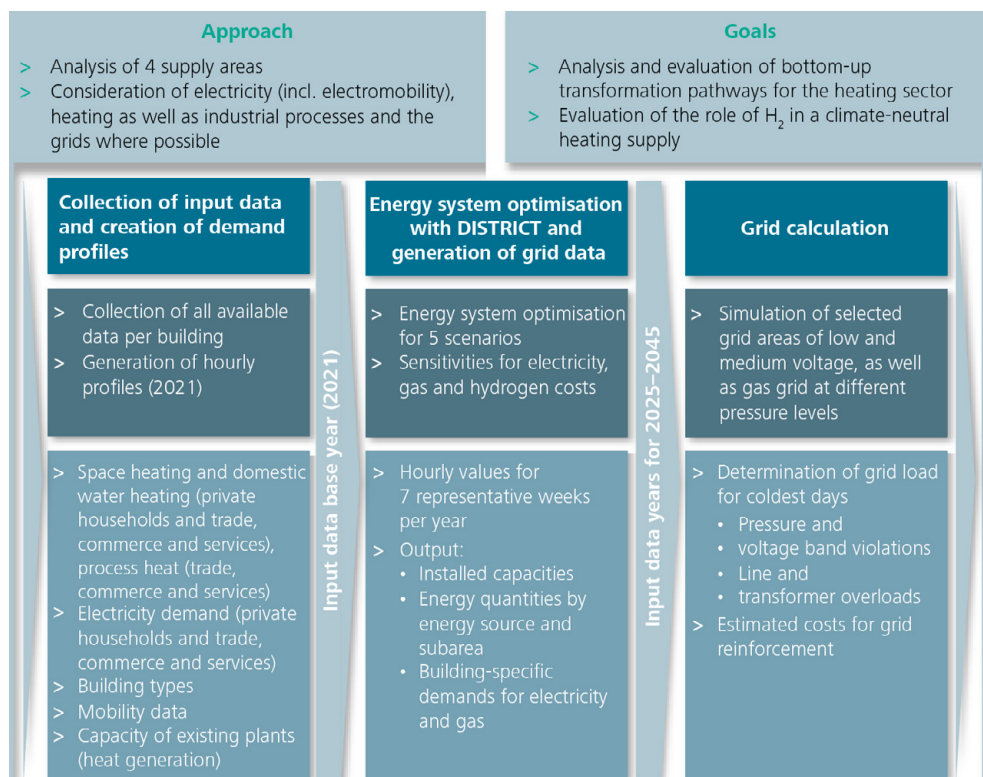 Approach
> Analysis of 4 supply areas
> Consideration of electricity (incl. electromobility),
heating as well as industrial processes and the
grids where possible
Goals
> Analysis and evaluation of bottom-up
transformation pathways for the heating sector
> Evaluation of the role of H₂ in a climate-neutral
heating supply
Collection of input data
and creation of demand
profiles
> Collection of all available
data per building
> Generation of hourly
profiles (2021)
> Space heating and domestic
water heating (private
households and trade,
commerce and services),
process heat (trade,
commerce and services)
> Electricity demand (private
households and trade,
commerce and services)
> Building types
> Mobility data
> Capacity of existing plants
(heat generation)
Input data base year (2021)
Energy system optimisation
with DISTRICT and
generation of grid data
> Energy system optimisation
for 5 scenarios
> Sensitivities for electricity,
gas and hydrogen costs
> Hourly values for
7 representative weeks
per year
> Output:
• Installed capacities
• Energy quantities by
energy source and
subarea
• Building-specific
demands for electricity
and gas
Input data years for 2025–2045
Grid calculation
> Simulation of selected
grid areas of low and
medium voltage, as well
as gas grid at different
pressure levels
> Determination of grid load
for coldest days
• Pressure and
• voltage band violations
• Line and
• transformer overloads
> Estimated costs for grid
reinforcement